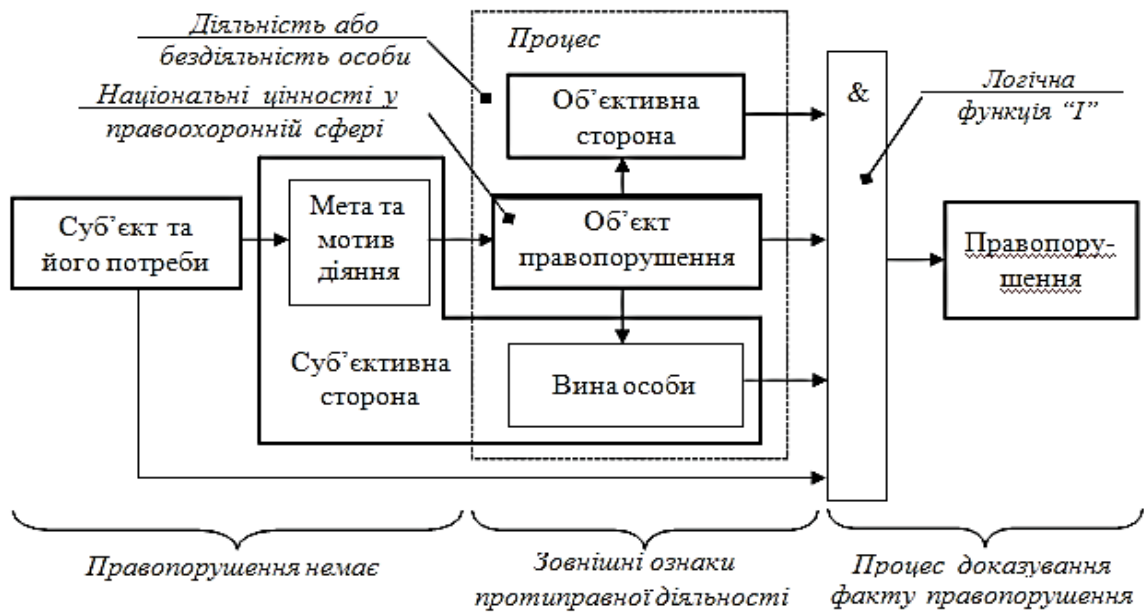 Діяльність або
бездіяльність особи
Національні цінності у
правоохоронній сфері
Процес
Об’єктивна
сторона
&
Логічна
функція “І”
Суб’єкт та
його потреби
Мета та
мотив
діяння
Об’єкт
правопорушення
Правопору-
шення
Суб’єктивна
сторона
Вина особи
Правопорушення немає
Зовнішні ознаки
протиправної діяльності
Процес доказування
факту правопорушення